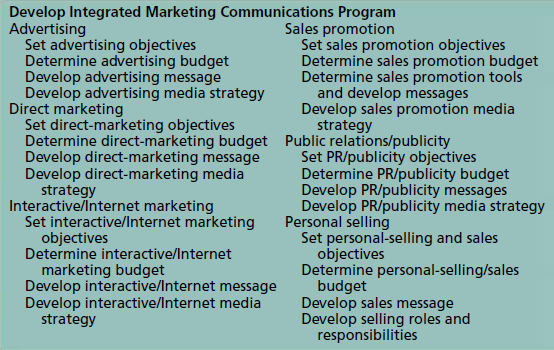 Develop Integrated Marketing Communications Program
Advertising
Set advertising objectives
Determine advertising budget
Develop advertising message
Develop advertising media strategy
Direct marketing
Set direct-marketing objectives
Determine direct-marketing budget
Develop direct-marketing message
Develop direct-marketing media
strategy
Interactive/Internet marketing
Set interactive/Internet marketing
objectives
Determine interactive/Internet
marketing budget
Develop interactive/Internet message
Develop interactive/Internet media
strategy
Sales promotion
Set sales promotion objectives
Determine sales promotion budget
Determine sales promotion tools
and develop messages
Develop sales promotion media
strategy
Public relations/publicity
Set PR/publicity objectives
Determine PR/publicity budget
Develop PR/publicity messages
Develop PR/publicity media strategy
Personal selling
Set personal-selling and sales
objectives
Determine personal-selling/sales
budget
Develop sales message
Develop selling roles and
responsibilities